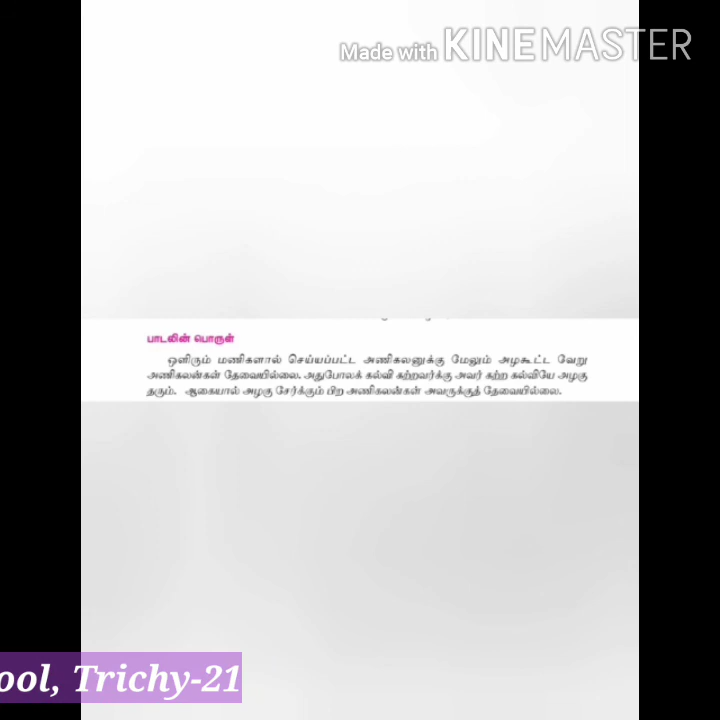 Made with KINEMASTER
பாடலின் பொருள்
ஒளிரும் மணிகளால் செய்யப்பட்ட அணிகலனுக்கு மேலும் அழகூட்ட வேறு
அணிகலன்கள் தேவையில்லை. அதுபோலக் கல்வி கற்றவர்க்கு அவர் கற்ற கல்வியே அழகு
தரும். ஆகையால் அழகு சேர்க்கும் பிற அணிகலன்கள் அவருக்குத் தேவையில்லை.
ool, Trichy-21